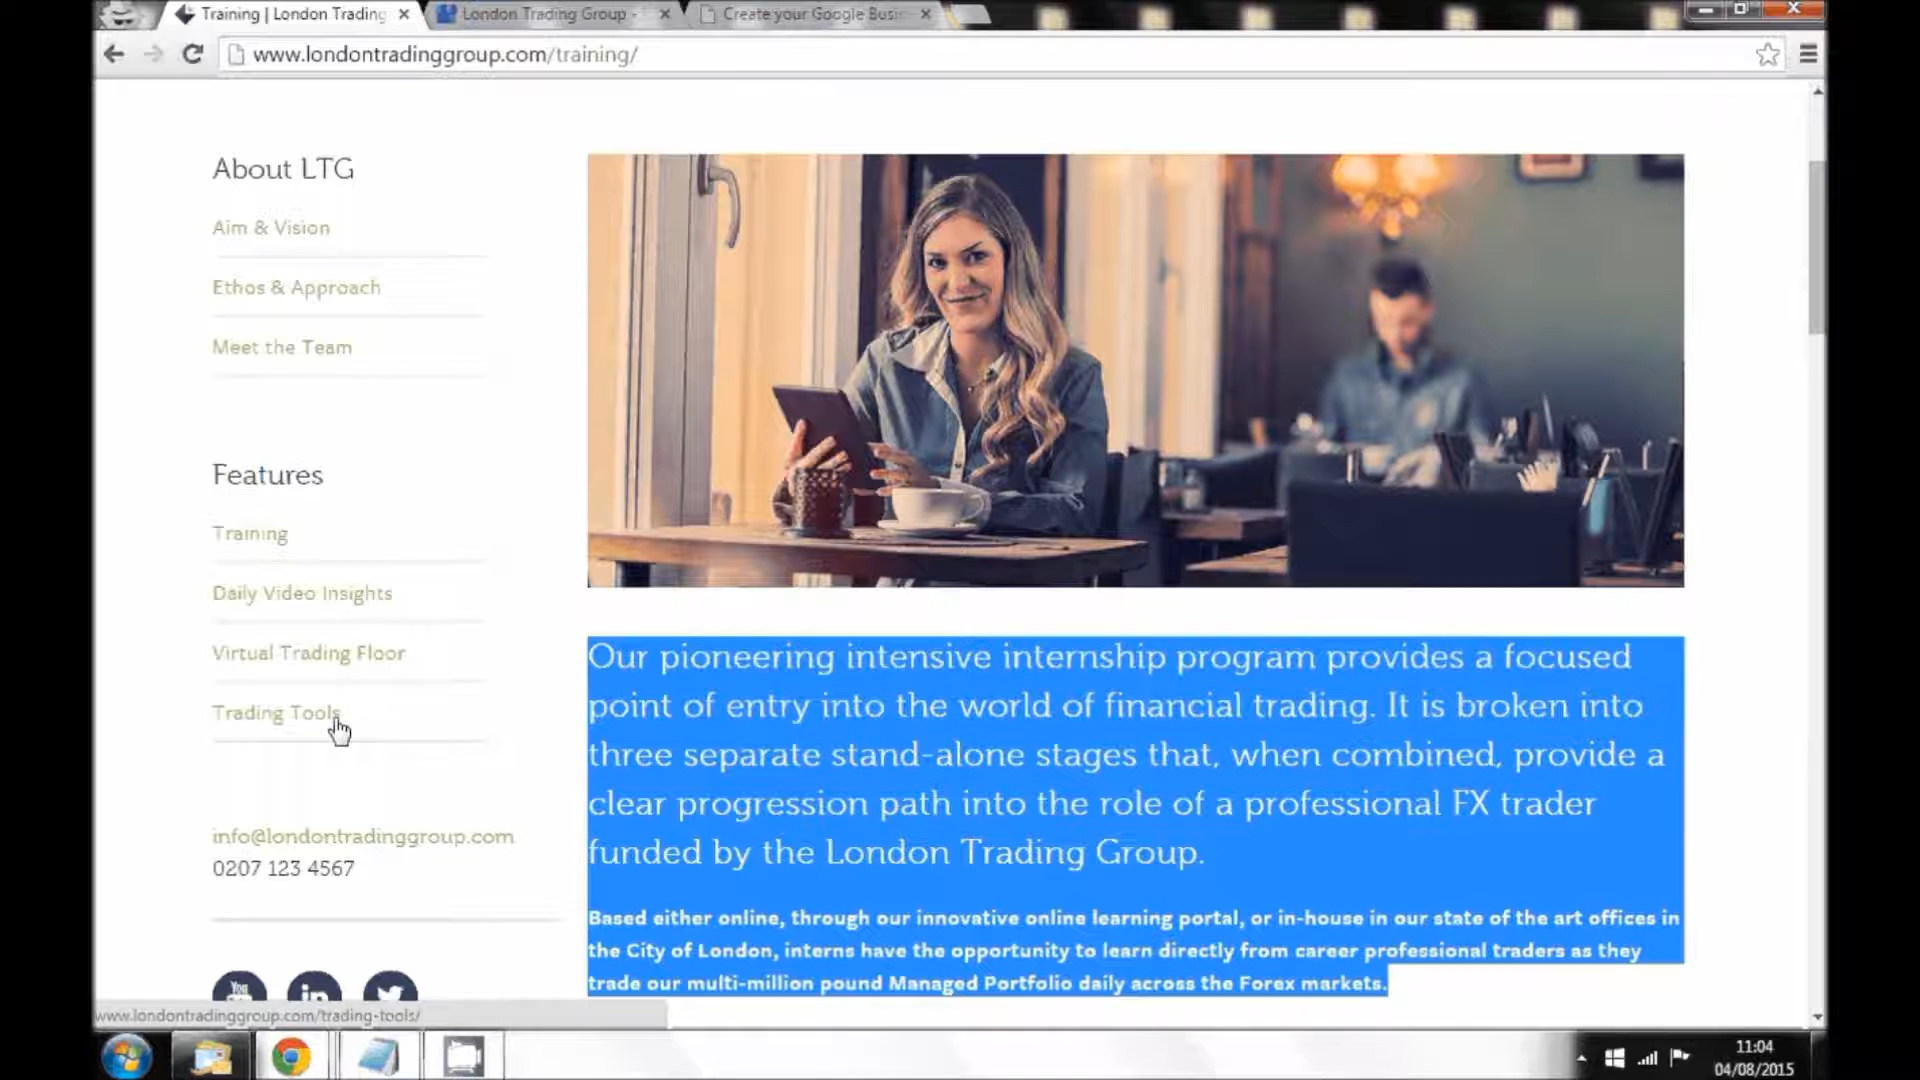 Training | London Trading
London Trading Group -
Create your Google Busi
www.londontradinggroup.com/training/
About LTG
Aim & Vision
Ethos & Approach
Meet the Team
Features
Training
Daily Video Insights
Virtual Trading Floor
Trading Tools
info@londontradinggroup.com
0207 123 4567
You
in
Our pioneering intensive internship program provides a focused
point of entry into the world of financial trading. It is broken into
three separate stand-alone stages that, when combined, provide a
clear progression path into the role of a professional FX trader
funded by the London Trading Group.
Based either online, through our innovative online learning portal, or in-house in our state of the art offices in
the City of London, interns have the opportunity to learn directly from career professional traders as they
trade our multi-million pound Managed Portfolio daily across the Forex markets.
www.londontradinggroup.com/trading-tools/
11:04
04/08/2015